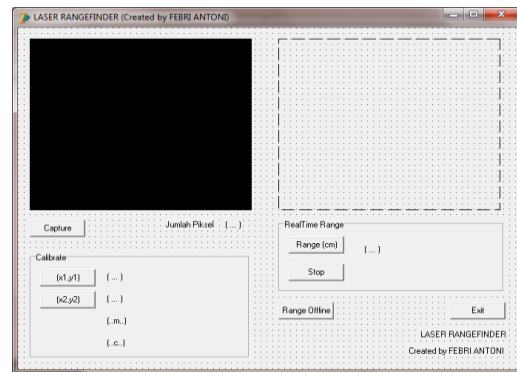 LASER RANGEFINDER (Created by FEBRI ANTONI)
Capture
Jumlah Piksel (...)
Calibrate
(x1,y1) (...)
(x2,y2) (...)
(..m..)
(..c..)
RealTime Range
Range (cm) (...)
Stop
Range Offline
Exit
LASER RANGEFINDER
Created by FEBRI ANTONI